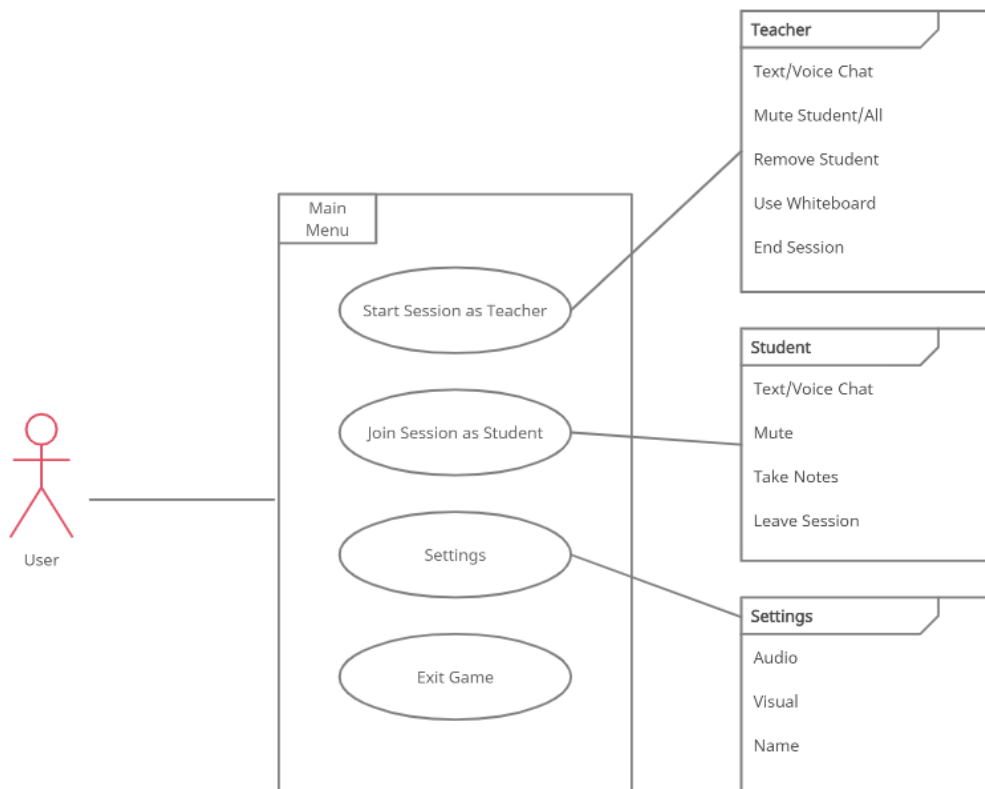 User
Main
Menu
Start Session as Teacher
Join Session as Student
Settings
Exit Game
Teacher
Text/Voice Chat
Mute Student/All
Remove Student
Use Whiteboard
End Session
Student
Text/Voice Chat
Mute
Take Notes
Leave Session
Settings
Audio
Visual
Name